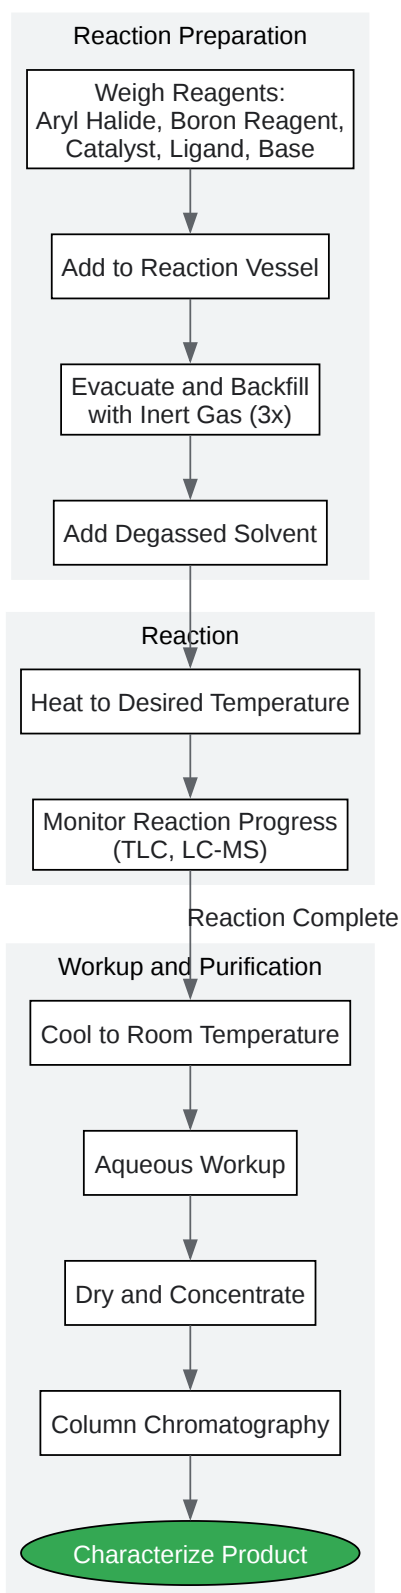 Reaction Preparation
Weigh Reagents:
Aryl Halide, Boron Reagent,
Catalyst, Ligand, Base
Add to Reaction Vessel
Evacuate and Backfill
with Inert Gas (3x)
Add Degassed Solvent
Reaction
Heat to Desired Temperature
Monitor Reaction Progress
(TLC, LC-MS)
Reaction Complete
Workup and Purification
Cool to Room Temperature
Aqueous Workup
Dry and Concentrate
Column Chromatography
Characterize Product